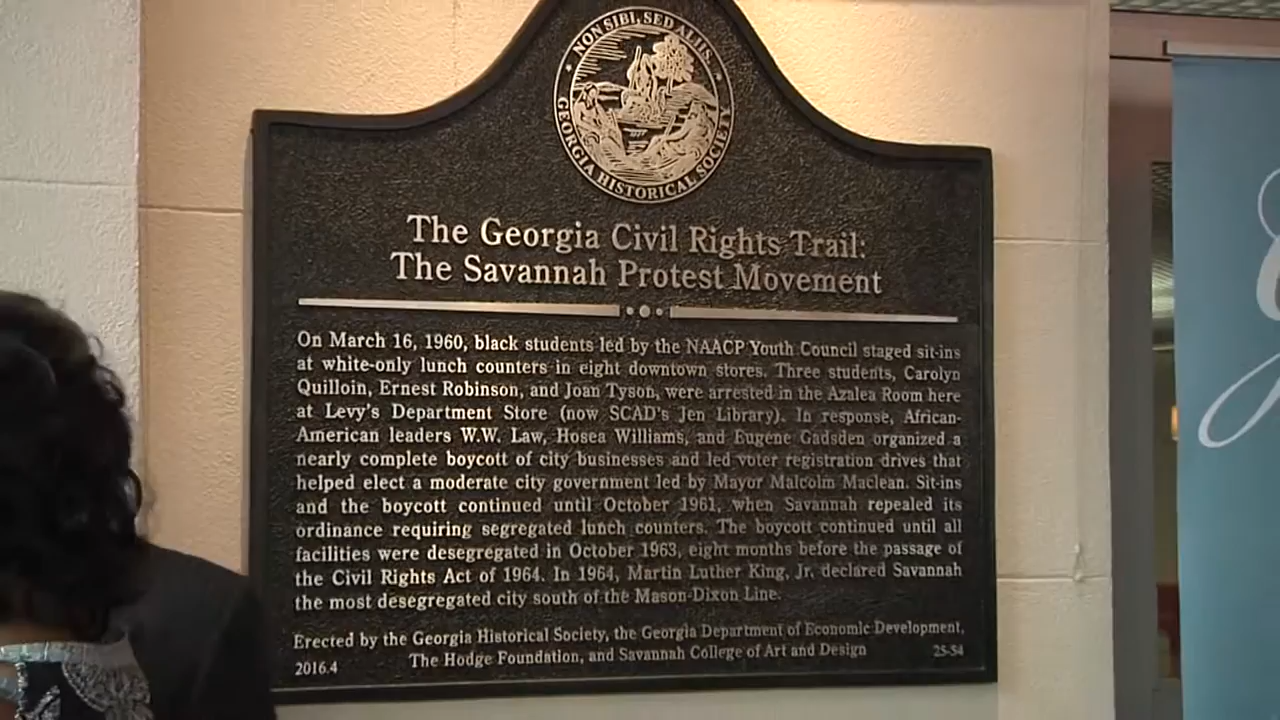 NON SIBI, SED ALIIS
GEORGIA HISTORICAL SOCIETY
The Georgia Civil Rights Trail:
The Savannah Protest Movement
On March 16, 1960, black students led by the NAACP Youth Council staged sit-ins
at white-only lunch counters in eight downtown stores. Three students, Carolyn
Quilloin, Ernest Robinson, and Joan Tyson, were arrested in the Azalea Room here
at Levy's Department Store (now SCAD's Jen Library). In response, African-
American leaders W.W. Law, Hosea Williams, and Eugene Gadsden organized a
nearly complete boycott of city businesses and led voter registration drives that
helped elect a moderate city government led by Mayor Malcolm Maclean. Sit-ins
and the boycott continued until October 1961, when Savannah repealed its
ordinance requiring segregated lunch counters. The boycott continued until all
facilities were desegregated in October 1963, eight months before the passage of
the Civil Rights Act of 1964. In 1964, Martin Luther King, Jr. declared Savannah
the most desegregated city south of the Mason-Dixon Line.
Erected by the Georgia Historical Society, the Georgia Department of Economic Development,
2016.4 The Hodge Foundation, and Savannah College of Art and Design 25-54